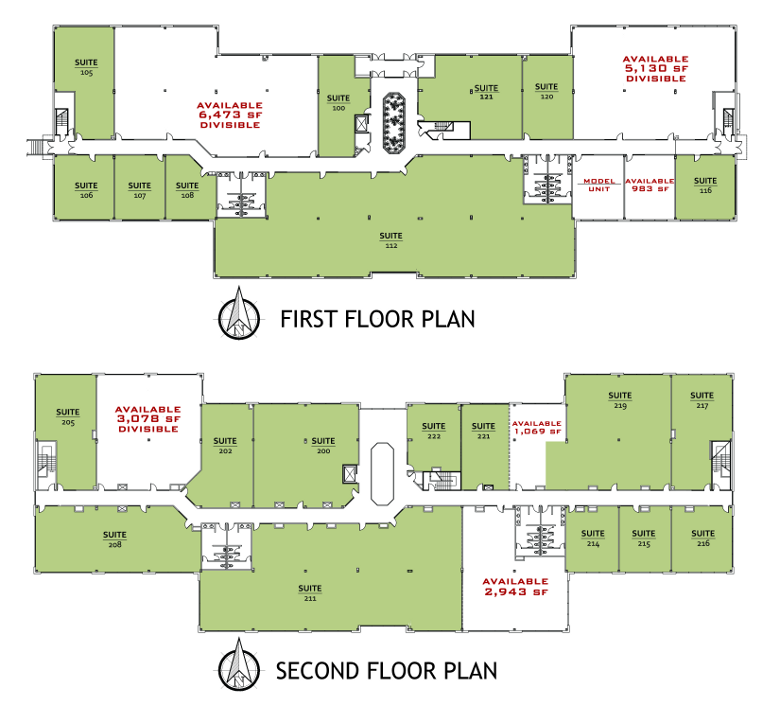 SUITE
105
AVAILABLE
6,473 SF
DIVISIBLE
SUITE
100
SUITE
121
SUITE
120
AVAILABLE
5,130 SF
DIVISIBLE
SUITE
106
SUITE
107
SUITE
108
MODEL
UNIT
AVAILABLE
983 SF
SUITE
116
SUITE
112
N
FIRST FLOOR PLAN
SUITE
205
AVAILABLE
3,078 SF
DIVISIBLE
SUITE
202
SUITE
200
SUITE
222
SUITE
221
AVAILABLE
1,069 SF
SUITE
219
SUITE
217
SUITE
208
SUITE
211
AVAILABLE
2,943 SF
SUITE
214
SUITE
215
SUITE
216
N
SECOND FLOOR PLAN